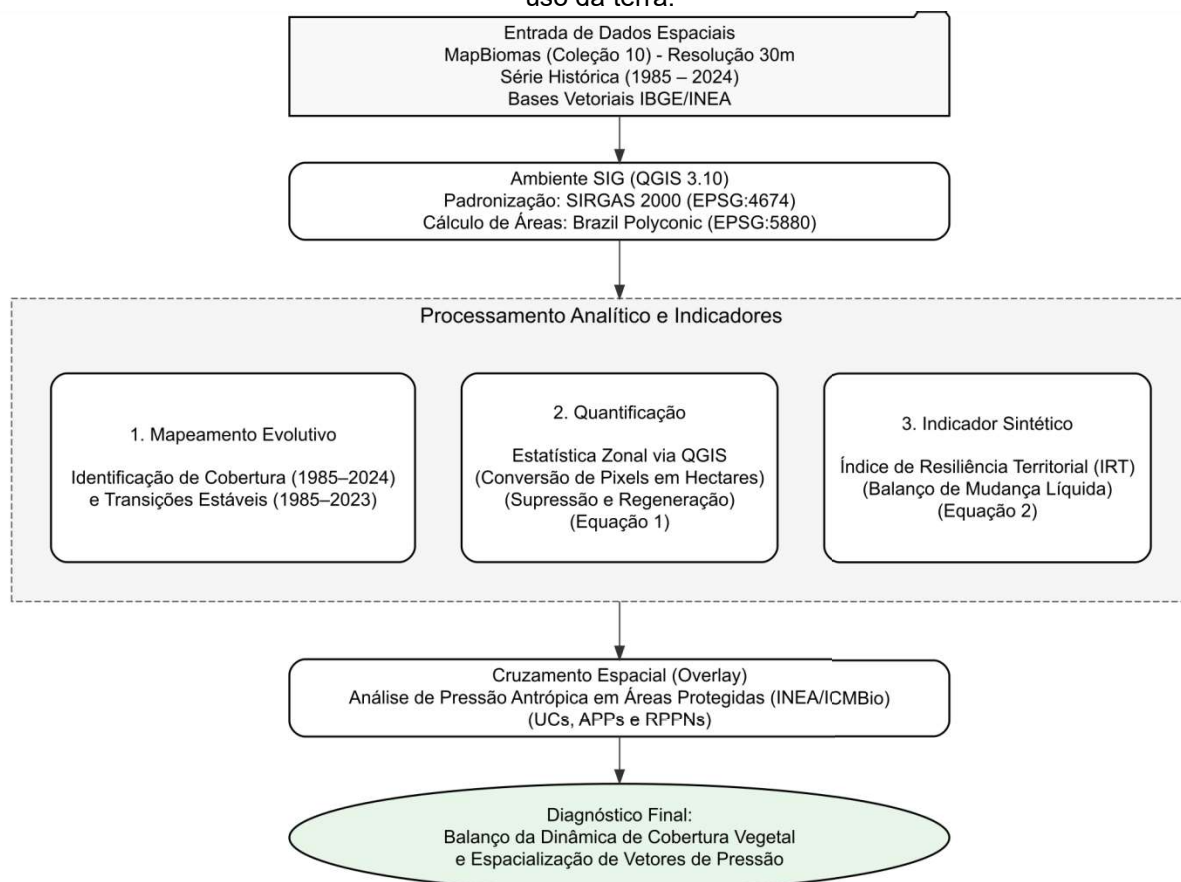 uso da terra.
Entrada de Dados Espaciais
MapBiomas (Coleção 10) - Resolução 30m
Série Histórica (1985 – 2024)
Bases Vetoriais IBGE/INEA
Ambiente SIG (QGIS 3.10)
Padronização: SIRGAS 2000 (EPSG:4674)
Cálculo de Áreas: Brazil Polyconic (EPSG:5880)
Processamento Analítico e Indicadores
1. Mapeamento Evolutivo
Identificação de Cobertura (1985–2024)
e Transições Estáveis (1985–2023)
2. Quantificação
Estatística Zonal via QGIS
(Conversão de Pixels em Hectares)
(Supressão e Regeneração)
(Equação 1)
3. Indicador Sintético
Índice de Resiliência Territorial (IRT)
(Balanço de Mudança Líquida)
(Equação 2)
Cruzamento Espacial (Overlay)
Análise de Pressão Antrópica em Áreas Protegidas (INEA/ICMBio)
(UCs, APPs e RPPNs)
Diagnóstico Final:
Balanço da Dinâmica de Cobertura Vegetal
e Espacialização de Vetores de Pressão